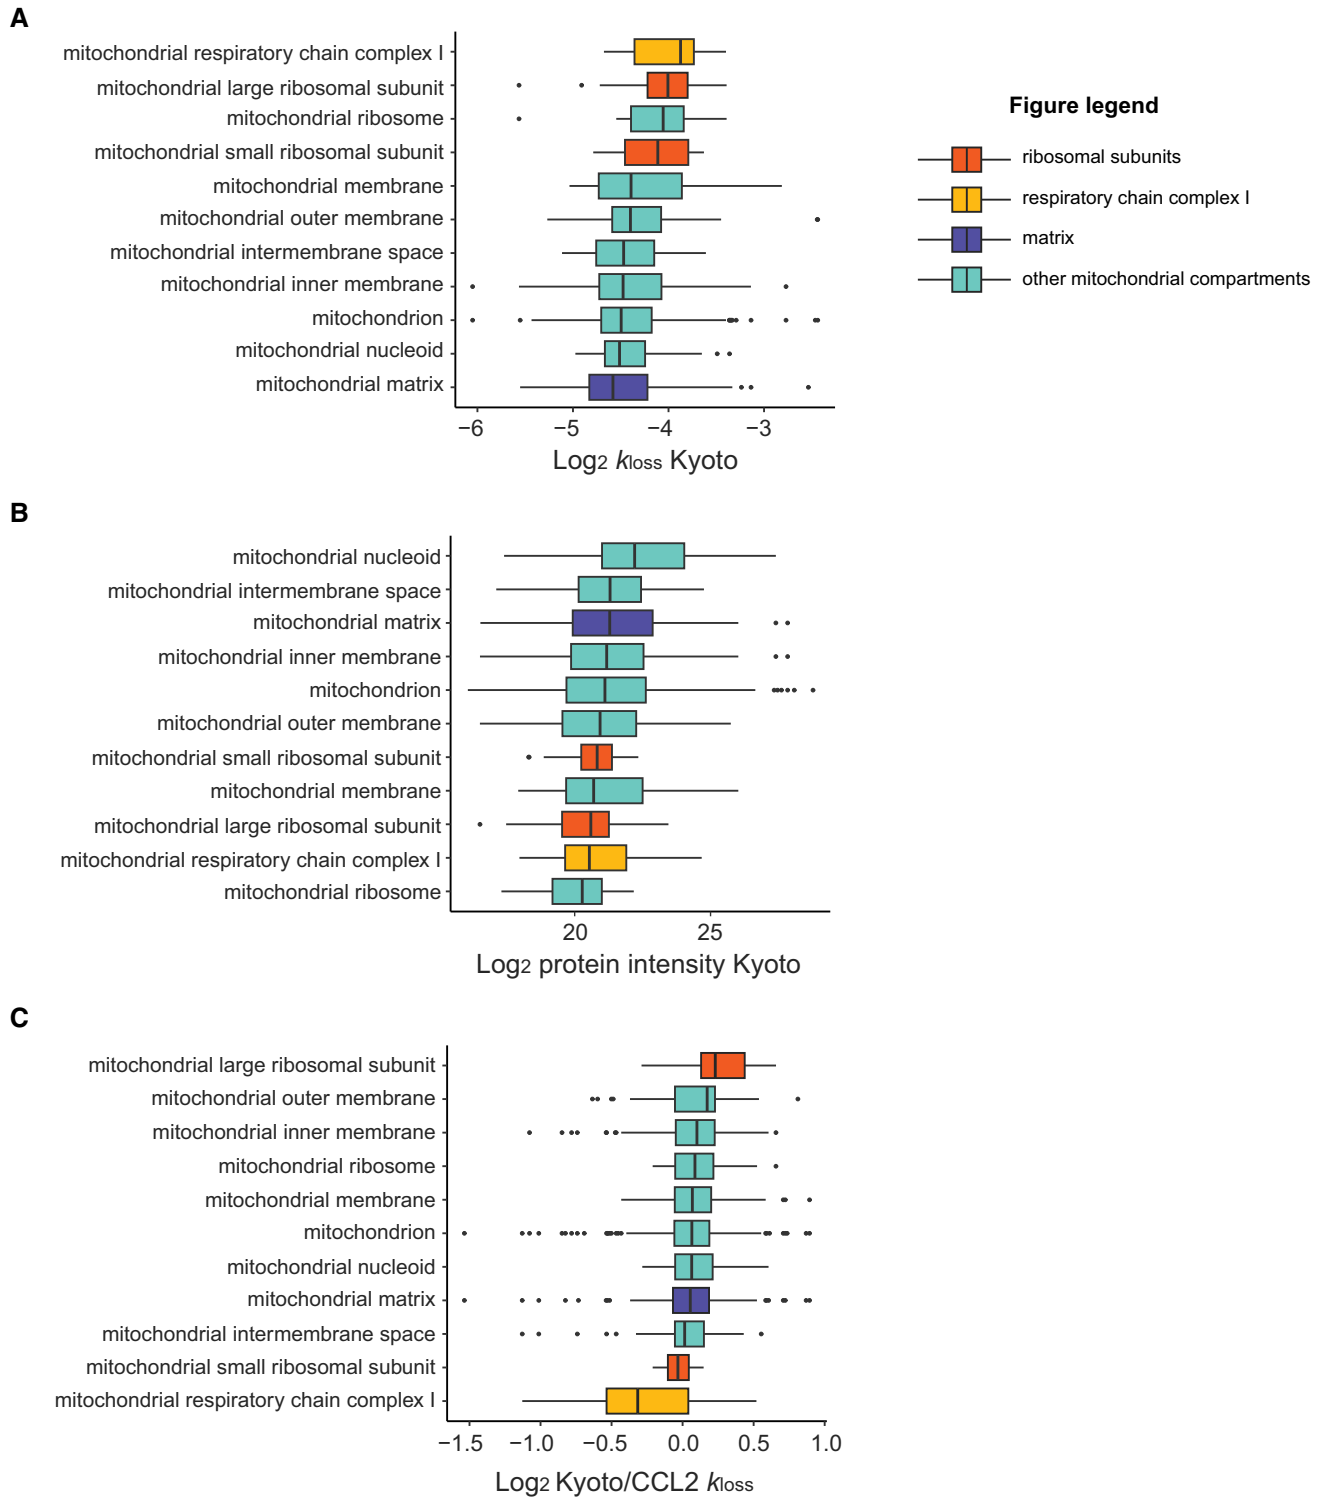 A
mitochondrial respiratory chain complex I
mitochondrial large ribosomal subunit
mitochondrial ribosome
mitochondrial small ribosomal subunit
mitochondrial membrane
mitochondrial outer membrane
mitochondrial intermembrane space
mitochondrial inner membrane
mitochondrion
mitochondrial nucleoid
mitochondrial matrix
−6 −5 −4 −3
Log2 kloss Kyoto
Figure legend
ribosomal subunits
respiratory chain complex I
matrix
other mitochondrial compartments
B
mitochondrial nucleoid
mitochondrial intermembrane space
mitochondrial matrix
mitochondrial inner membrane
mitochondrion
mitochondrial outer membrane
mitochondrial small ribosomal subunit
mitochondrial membrane
mitochondrial large ribosomal subunit
mitochondrial respiratory chain complex I
mitochondrial ribosome
20 25
Log2 protein intensity Kyoto
C
mitochondrial large ribosomal subunit
mitochondrial outer membrane
mitochondrial inner membrane
mitochondrial ribosome
mitochondrial membrane
mitochondrion
mitochondrial nucleoid
mitochondrial matrix
mitochondrial intermembrane space
mitochondrial small ribosomal subunit
mitochondrial respiratory chain complex I
−1.5 −1.0 −0.5 0.0 0.5 1.0
Log2 Kyoto/CCL2 kloss